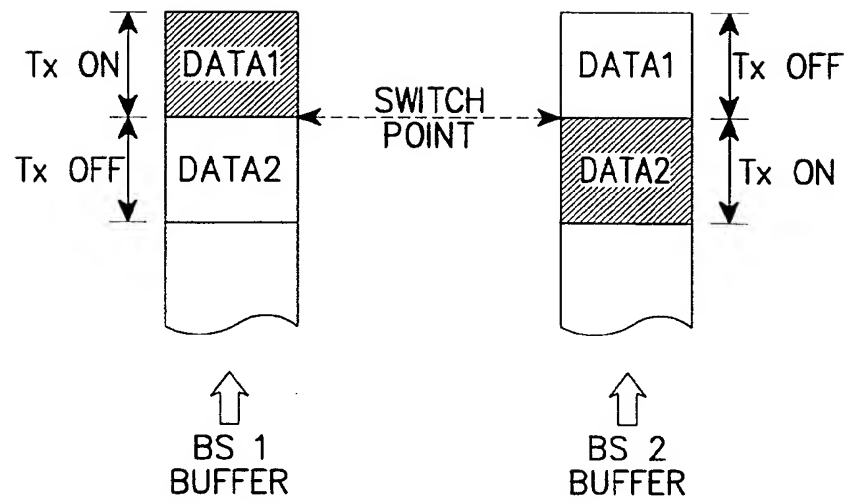 Tx ON
DATA1
DATA1
Tx OFF
SWITCH
POINT
Tx OFF
DATA2
DATA2
Tx ON
BS 1
BUFFER
BS 2
BUFFER